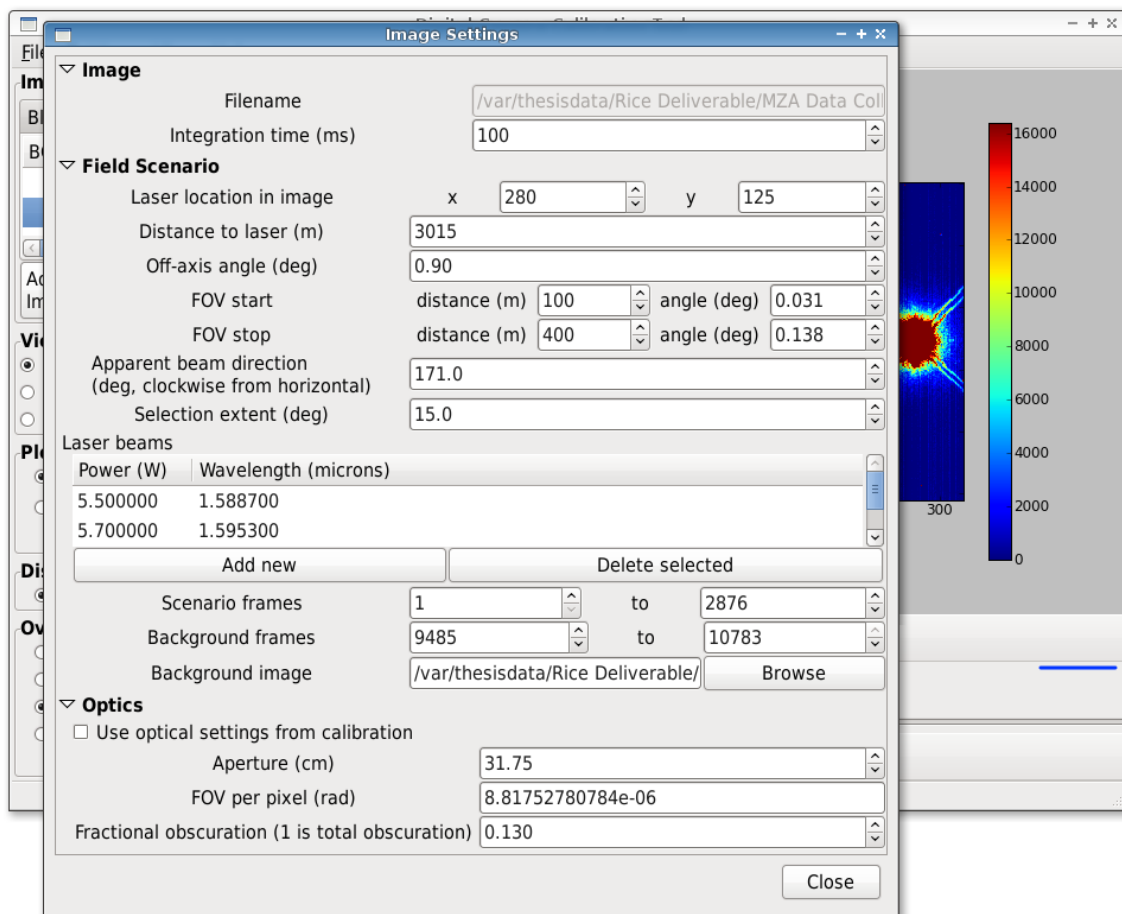 Image Settings
File
Im
Bl
Vie
Plo
Dis
Ov
Image
Filename /var/thesisdata/Rice Deliverable/MZA Data Coll
Integration time (ms) 100
Field Scenario
Laser location in image x 280 y 125
Distance to laser (m) 3015
Off-axis angle (deg) 0.90
FOV start distance (m) 100 angle (deg) 0.031
FOV stop distance (m) 400 angle (deg) 0.138
Apparent beam direction
(deg, clockwise from horizontal) 171.0
Selection extent (deg) 15.0
Laser beams
Power (W) Wavelength (microns)
5.500000 1.588700
5.700000 1.595300
Add new Delete selected
Scenario frames 1 to 2876
Background frames 9485 to 10783
Background image /var/thesisdata/Rice Deliverable/ Browse
Optics
Use optical settings from calibration
Aperture (cm) 31.75
FOV per pixel (rad) 8.81752780784e-06
Fractional obscuration (1 is total obscuration) 0.130
Close
16000
14000
12000
10000
8000
6000
4000
2000
0
300